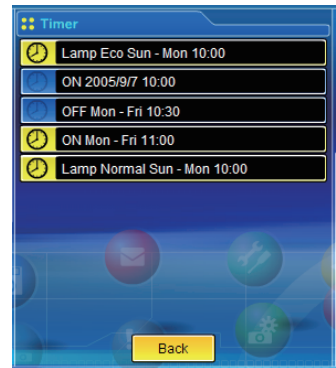 Timer
Lamp Eco Sun - Mon 10:00
ON 2005/9/7 10:00
OFF Mon - Fri 10:30
ON Mon - Fri 11:00
Lamp Normal Sun - Mon 10:00
Back